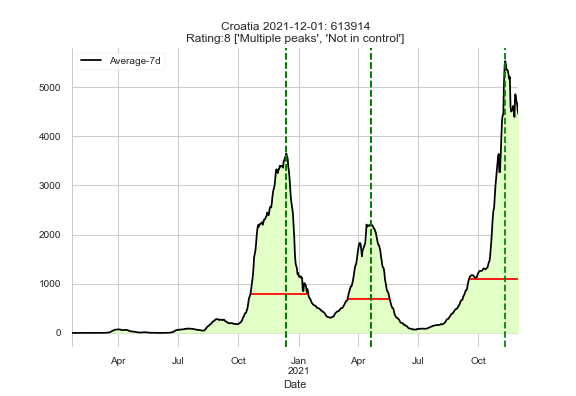 Croatia 2021-12-01: 613914
Rating:8 ['Multiple peaks', 'Not in control']
Average-7d
5000
4000
3000
2000
1000
0
Apr Jul Oct Jan Apr Jul Oct
2021
Date